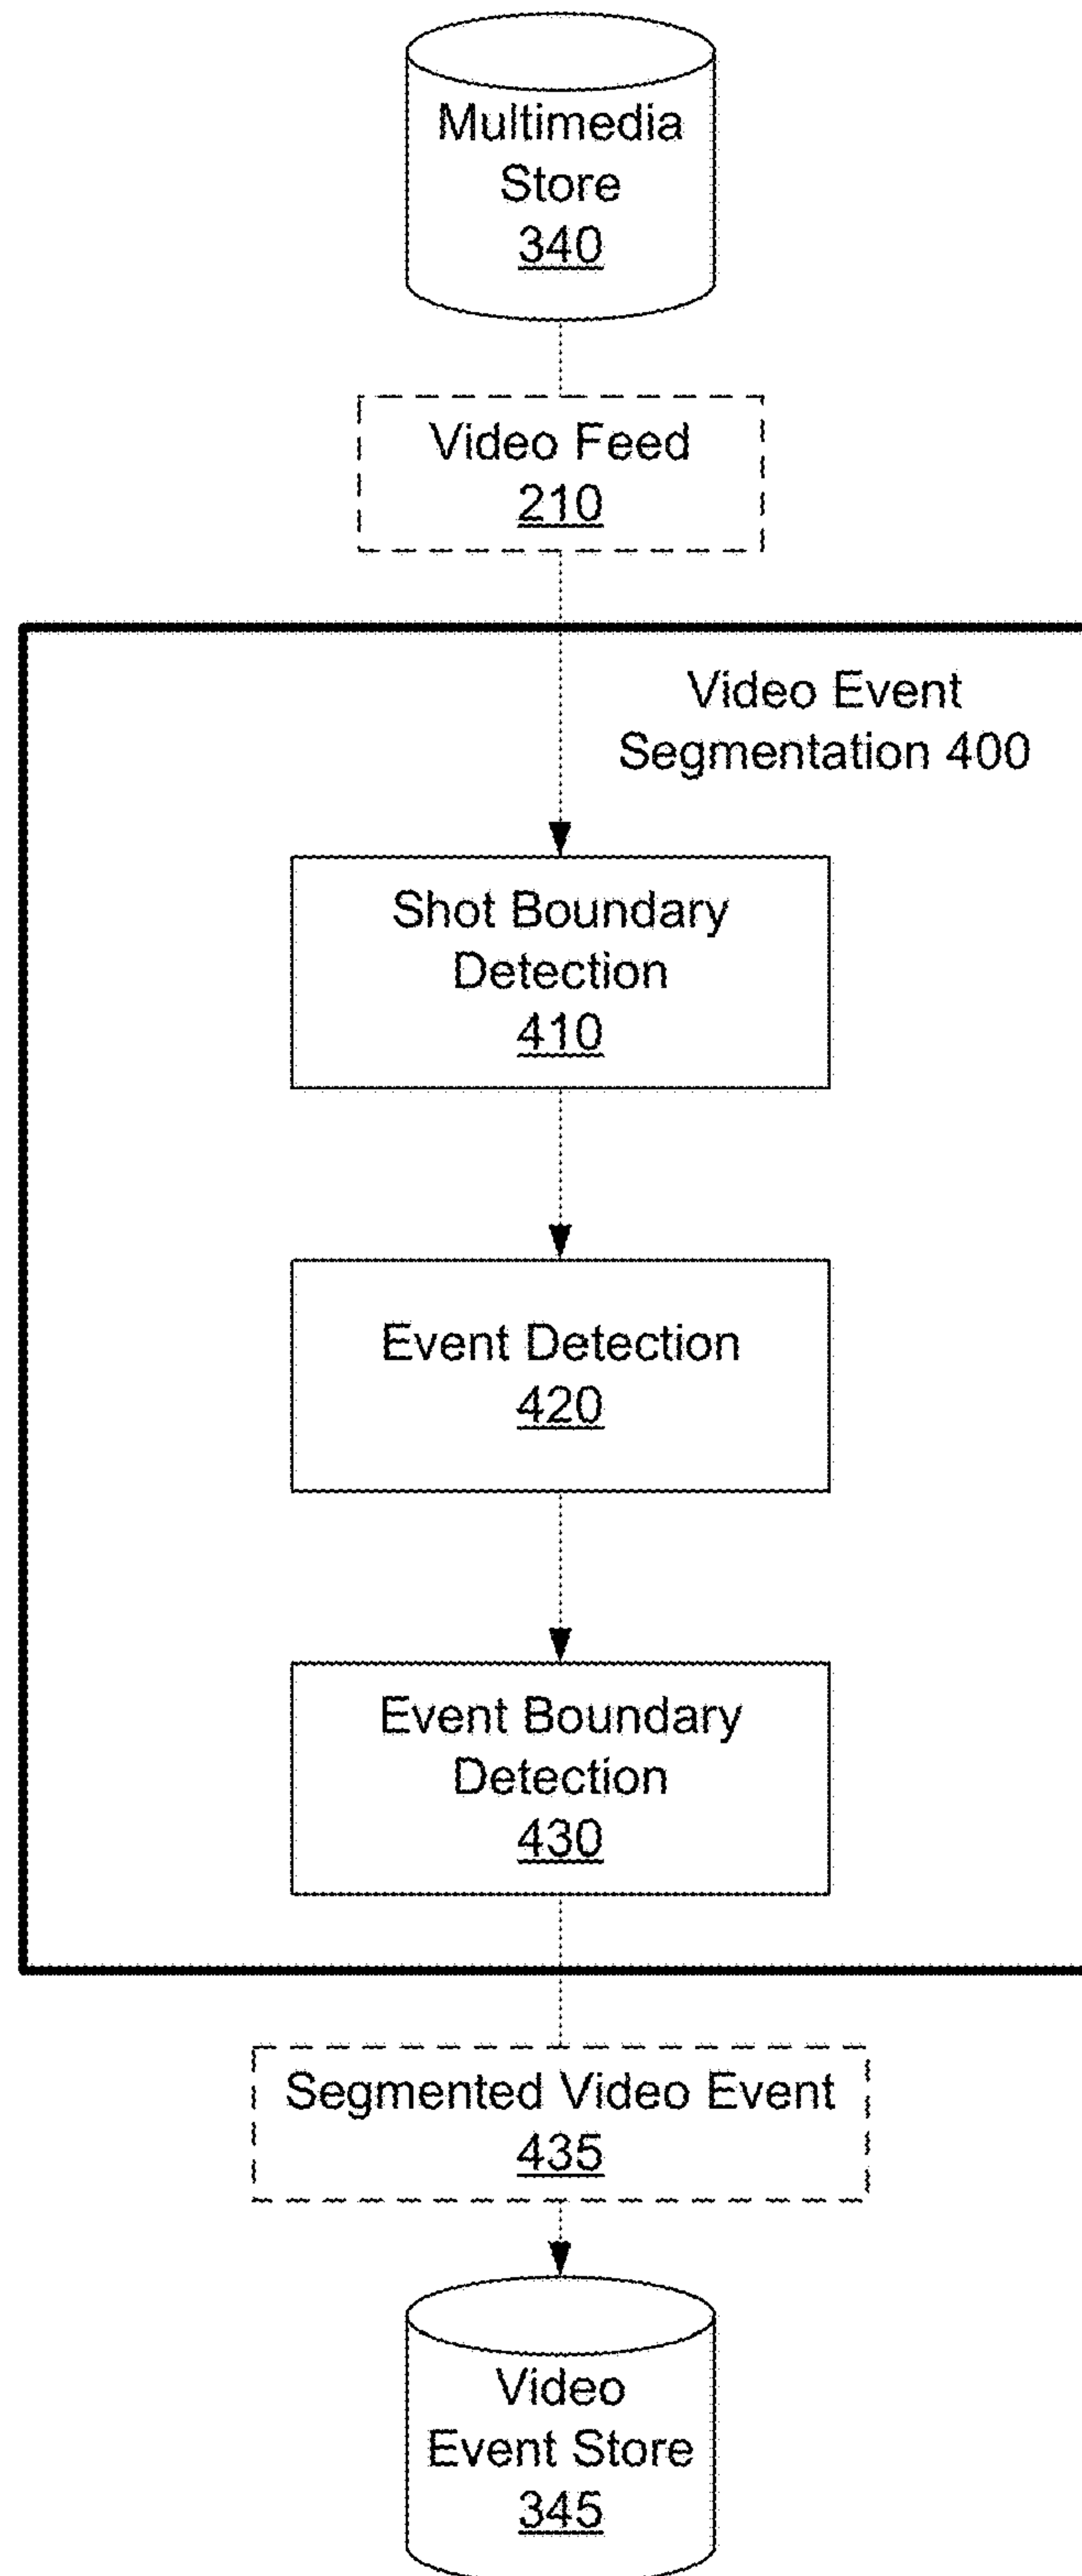 Multimedia
Store
340
Video Feed
210
Video Event
Segmentation 400
Shot Boundary
Detection
410
Event Detection
420
Event Boundary
Detection
430
Segmented Video Event
435
Video
Event Store
345